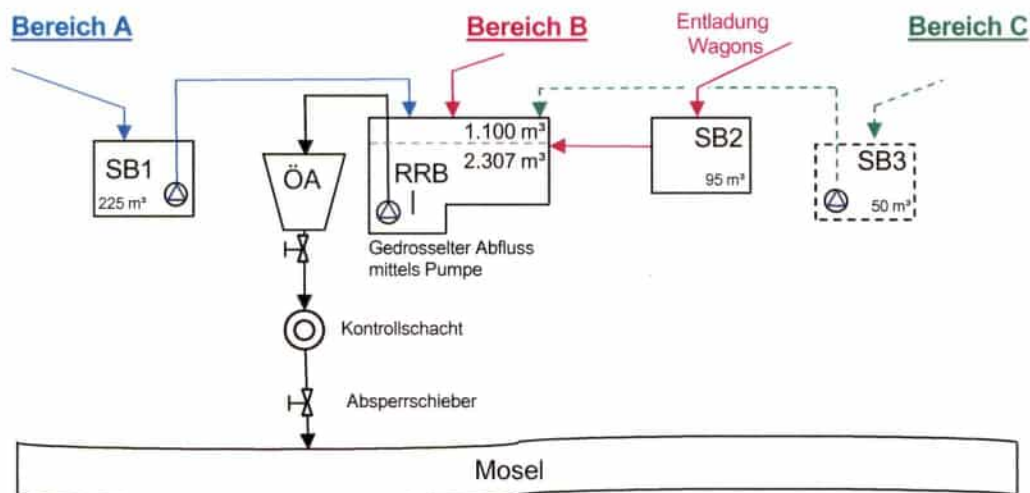 Bereich A
Bereich B
Entladung
Wagons
Bereich C
SB1
225 m³
ÖA
1.100 m³
2.307 m³
RRB
I
SB2
95 m³
SB3
50 m³
Gedrosselter Abfluss
mittels Pumpe
Kontrollschacht
Absperrschieber
Mosel